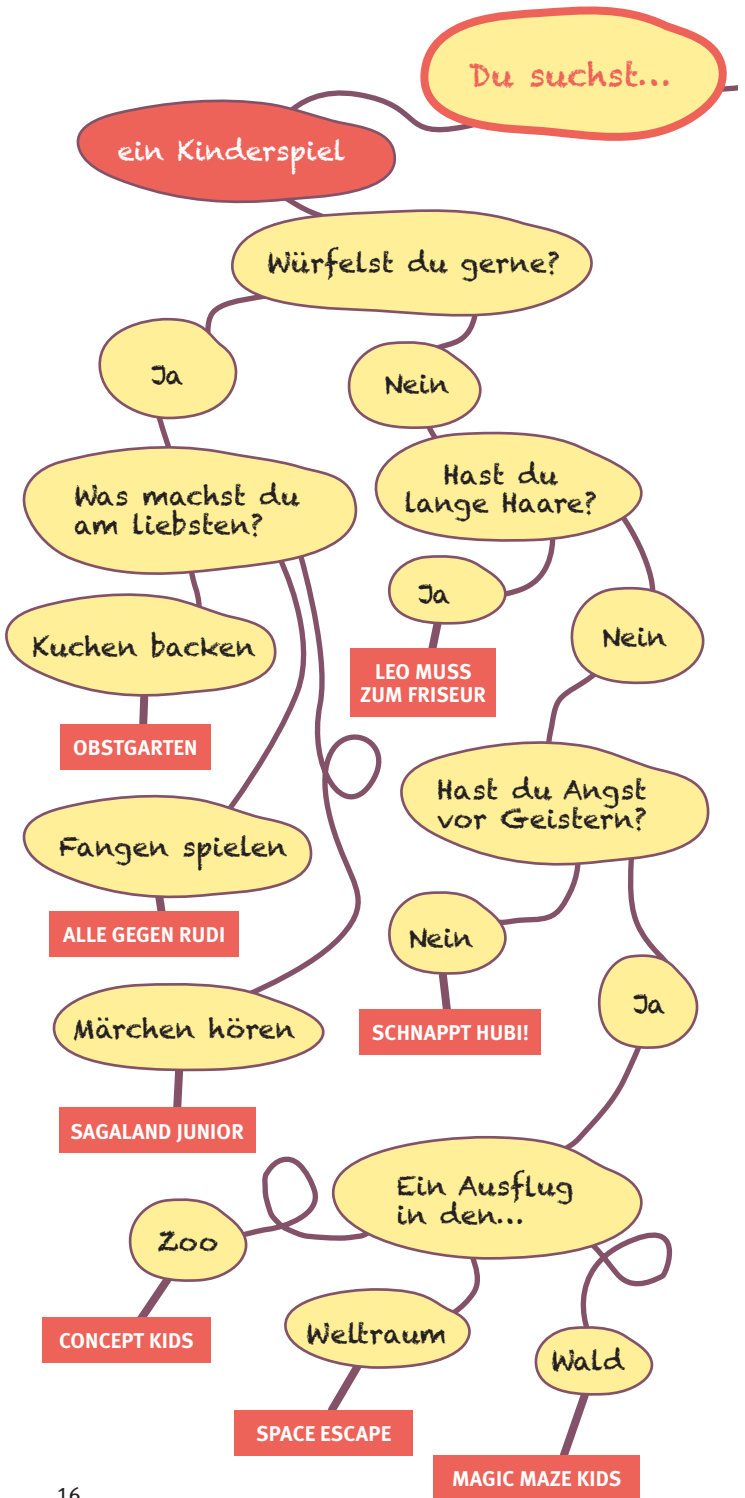 Du suchst...
ein Kinderspiel
Würfelst du gerne?
Ja
Nein
Was machst du
am liebsten?
Hast du
lange Haare?
Kuchen backen
OBSTGARTEN
Ja
LEO MUSS
ZUM FRISEUR
Nein
Fangen spielen
ALLE GEGEN RUDI
Hast du Angst
vor Geistern?
Märchen hören
SAGALAND JUNIOR
Nein
SCHNAPPT HUBI!
Ja
Ein Ausflug
in den...
Zoo
CONCEPT KIDS
Weltraum
SPACE ESCAPE
Wald
MAGIC MAZE KIDS
16